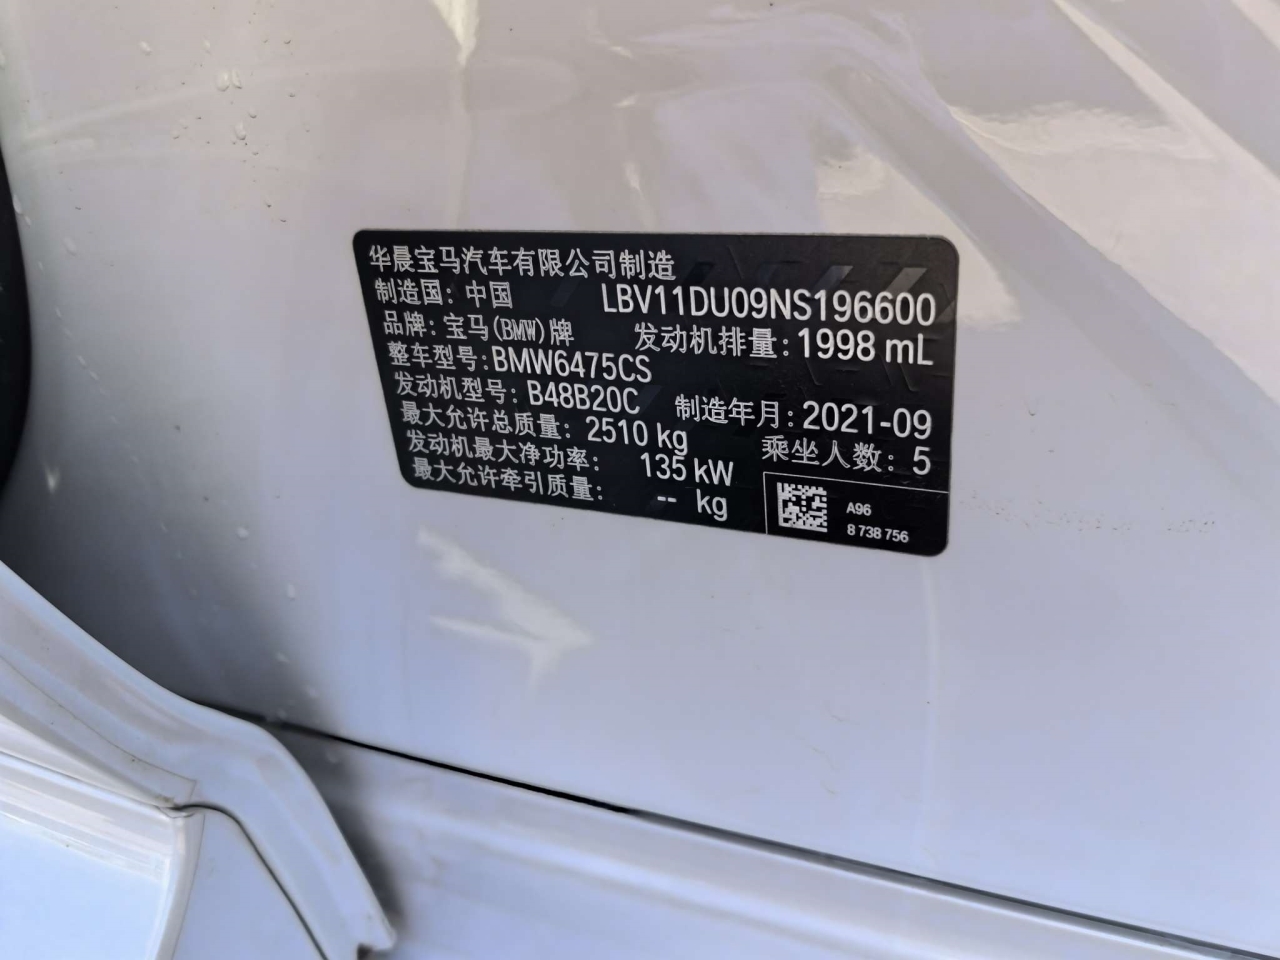 华晨宝马汽车有限公司制造
制造国: 中国 LBV11DU09NS196600
品牌: 宝马(BMW)牌 发动机排量: 1998 mL
整车型号: BMW6475CS
发动机型号: B48B20C 制造年月: 2021-09
最大允许总质量: 2510 kg 乘坐人数: 5
发动机最大净功率: 135 kW
最大允许牵引质量: -- kg
A96
8 738 756